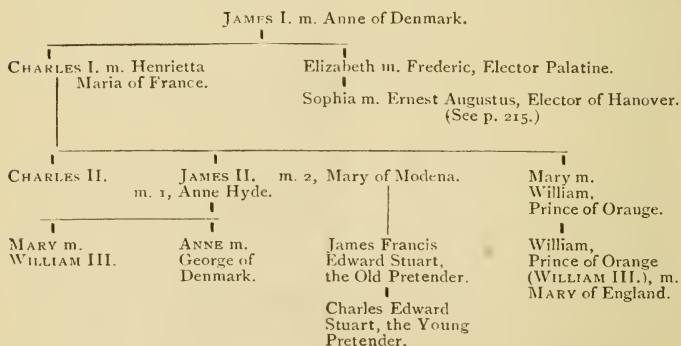 JAMES I. m. Anne of Denmark.
CHARLES I. m. Henrietta
Maria of France.
Elizabeth m. Frederic, Elector Palatine.
Sophia m. Ernest Augustus, Elector of Hanover.
(See p. 215.)
CHARLES II.
JAMES II. m. 2, Mary of Modena.
m. 1, Anne Hyde.
Mary m.
William,
Prince of Orange.
MARY m.
WILLIAM III.
ANNE m.
George of
Denmark.
James Francis
Edward Stuart,
the Old Pretender.
Charles Edward
Stuart, the Young
Pretender.
William,
Prince of Orange
(WILLIAM III.), m.
MARY of England.